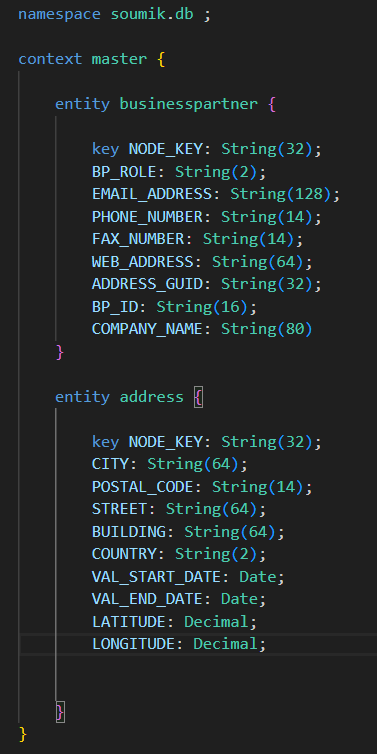 namespace soumik.db ;
context master {
entity businesspartner {
key NODE_KEY: String(32);
BP_ROLE: String(2);
EMAIL_ADDRESS: String(128);
PHONE_NUMBER: String(14);
FAX_NUMBER: String(14);
WEB_ADDRESS: String(64);
ADDRESS_GUID: String(32);
BP_ID: String(16);
COMPANY_NAME: String(80)
}
entity address {
key NODE_KEY: String(32);
CITY: String(64);
POSTAL_CODE: String(14);
STREET: String(64);
BUILDING: String(64);
COUNTRY: String(2);
VAL_START_DATE: Date;
VAL_END_DATE: Date;
LATITUDE: Decimal;
LONGITUDE: Decimal;
}
}